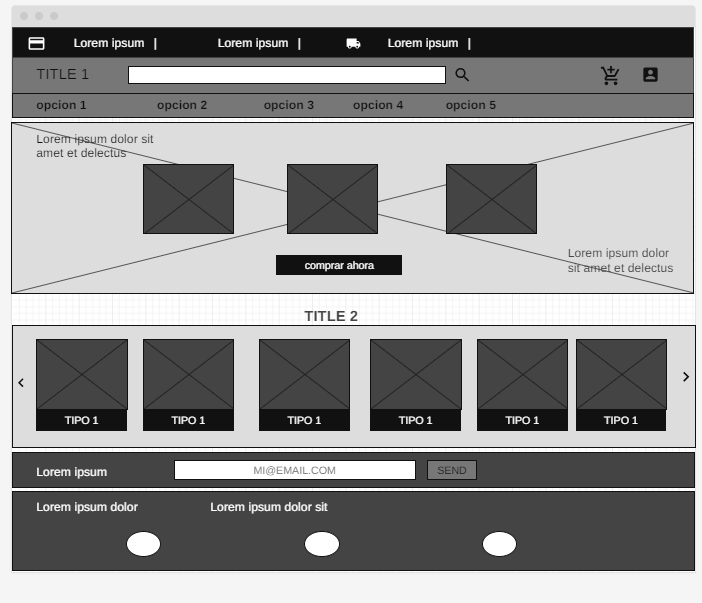 Lorem ipsum | Lorem ipsum | Lorem ipsum |
TITLE 1
opcion 1 opcion 2 opcion 3 opcion 4 opcion 5
Lorem ipsum dolor sit
amet et delectus
comprar ahora
Lorem ipsum dolor
sit amet et delectus
TITLE 2
TIPO 1 TIPO 1 TIPO 1 TIPO 1 TIPO 1 TIPO 1
Lorem ipsum MI@EMAIL.COM SEND
Lorem ipsum dolor Lorem ipsum dolor sit